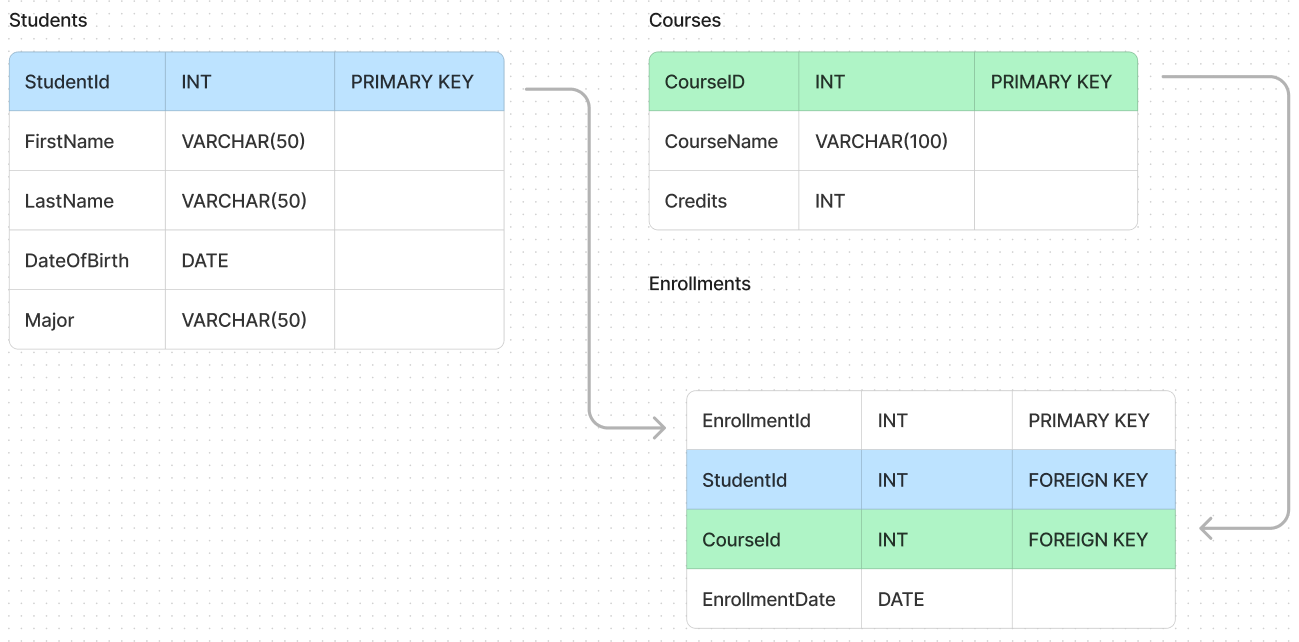 Students
StudentId INT PRIMARY KEY
FirstName VARCHAR(50)
LastName VARCHAR(50)
DateOfBirth DATE
Major VARCHAR(50)
Courses
CourseID INT PRIMARY KEY
CourseName VARCHAR(100)
Credits INT
Enrollments
EnrollmentId INT PRIMARY KEY
StudentId INT FOREIGN KEY
CourseId INT FOREIGN KEY
EnrollmentDate DATE